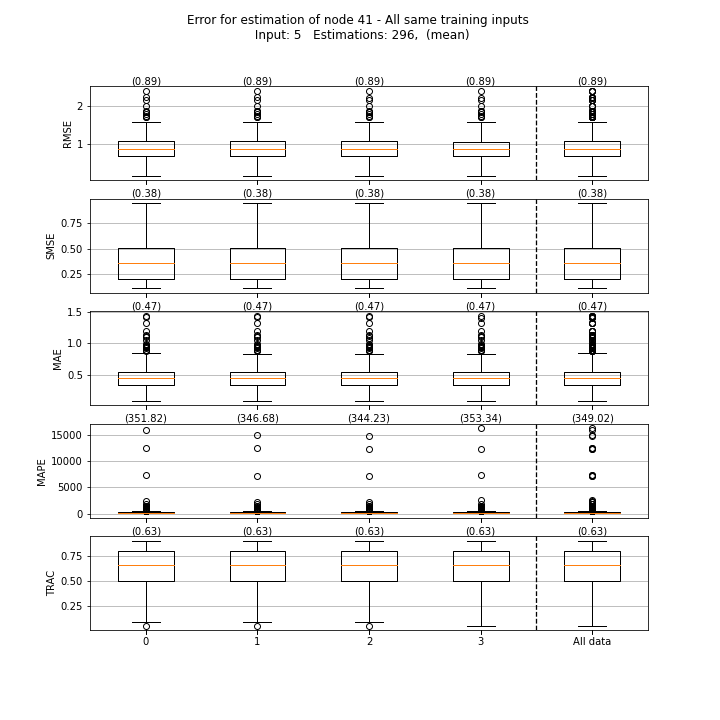 Error for estimation of node 41 - All same training inputs
Input: 5   Estimations: 296,  (mean)
(0.89) (0.89) (0.89) (0.89) (0.89)
2
RMSE
1
(0.38) (0.38) (0.38) (0.38) (0.38)
0.75
SMSE
0.50
0.25
(0.47) (0.47) (0.47) (0.47) (0.47)
1.5
1.0
MAE
0.5
(351.82) (346.68) (344.23) (353.34) (349.02)
15000
10000
MAPE
5000
0
(0.63) (0.63) (0.63) (0.63) (0.63)
0.75
TRAC
0.50
0.25
0 1 2 3 All data